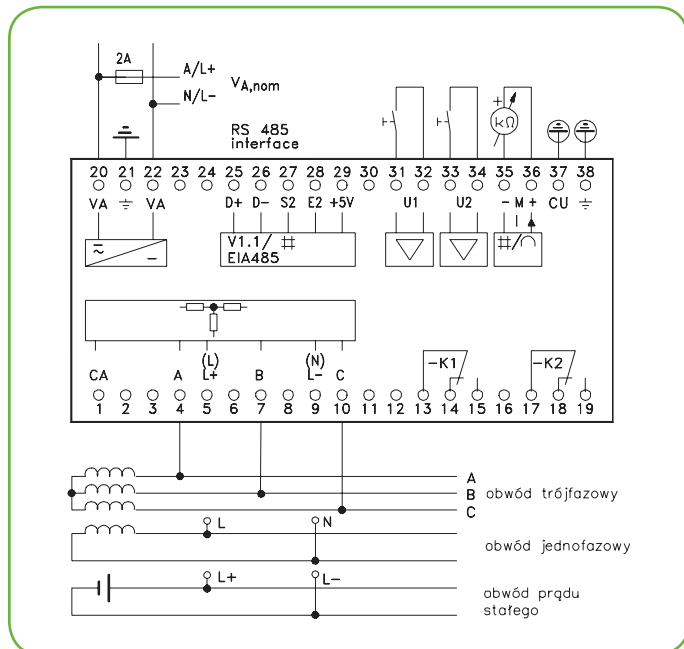 2A
A/L+
VA,nom
N/L-
RS 485
interface
20 21 22 23 24 25 26 27 28 29 30 31 32 33 34 35 36 37 38
VA VA D+ D- S2 E2 +5V U1 U2 - M + CU
kΩ
+
V1.1/ #
EIA485
#/
(L) (N)
CA A L+ B L- C
-K1
-K2
1 2 3 4 5 6 7 8 9 10 11 12 13 14 15 16 17 18 19
A
B obwód trójfazowy
C
L N
obwód jednofazowy
L+ L-
obwód prądu
stałego